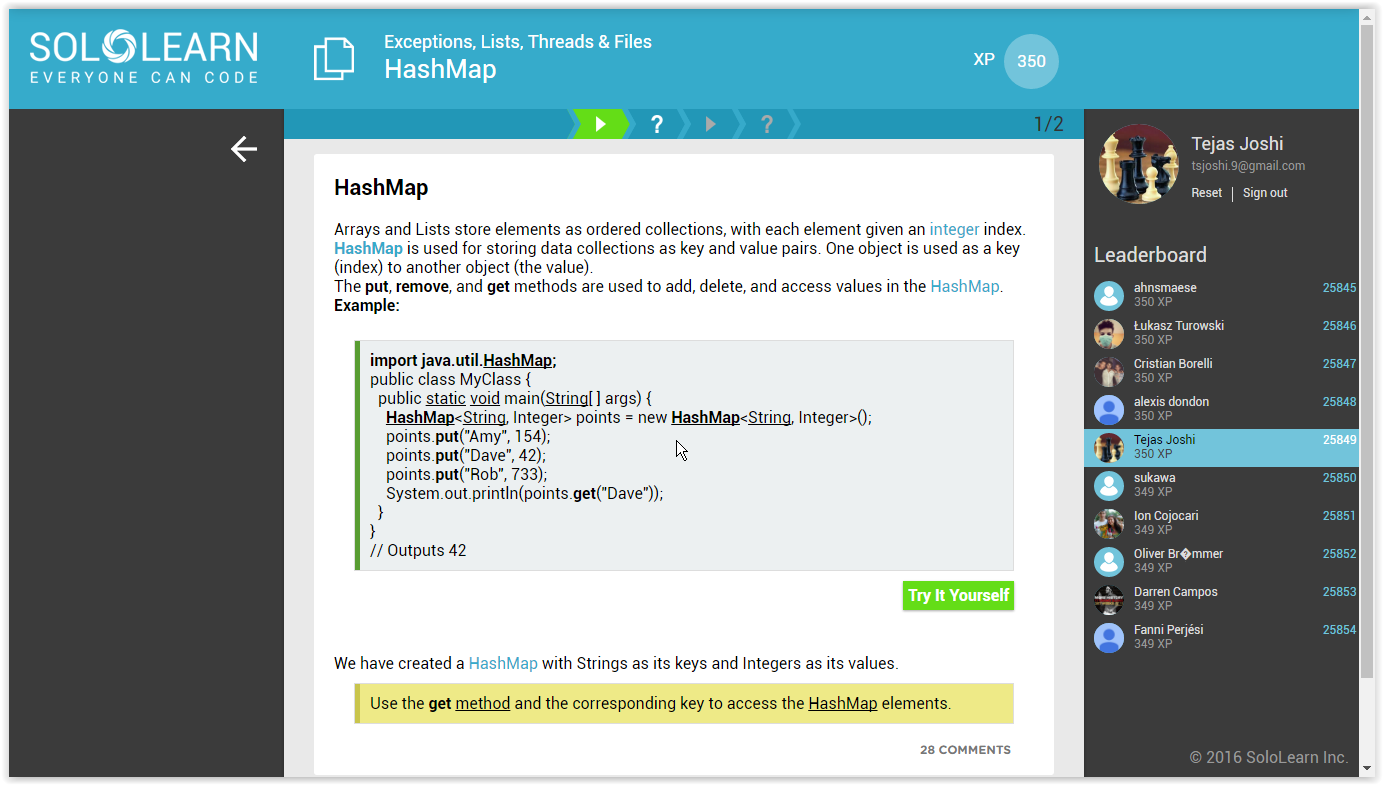 SOLOLEARN
EVERYONE CAN CODE
Exceptions, Lists, Threads & Files
HashMap
XP 350
? ?
1/2
Tejas Joshi
tsjoshi.9@gmail.com
Reset | Sign out
HashMap
Arrays and Lists store elements as ordered collections, with each element given an integer index.
HashMap is used for storing data collections as key and value pairs. One object is used as a key
(index) to another object (the value).
The put, remove, and get methods are used to add, delete, and access values in the HashMap.
Example:
import java.util.HashMap;
public class MyClass {
public static void main(String[ ] args) {
HashMap<String, Integer> points = new HashMap<String, Integer>();
points.put("Amy", 154);
points.put("Dave", 42);
points.put("Rob", 733);
System.out.println(points.get("Dave"));
}
}
// Outputs 42
Try It Yourself
We have created a HashMap with Strings as its keys and Integers as its values.
Use the get method and the corresponding key to access the HashMap elements.
28 COMMENTS
Leaderboard
ahnsmaese 25845
350 XP
Łukasz Turowski 25846
350 XP
Cristian Borelli 25847
350 XP
alexis dondon 25848
350 XP
Tejas Joshi 25849
350 XP
sukawa 25850
349 XP
Ion Cojocari 25851
349 XP
Oliver Br�mmer 25852
349 XP
Darren Campos 25853
349 XP
Fanni Perjési 25854
349 XP
© 2016 SoloLearn Inc.